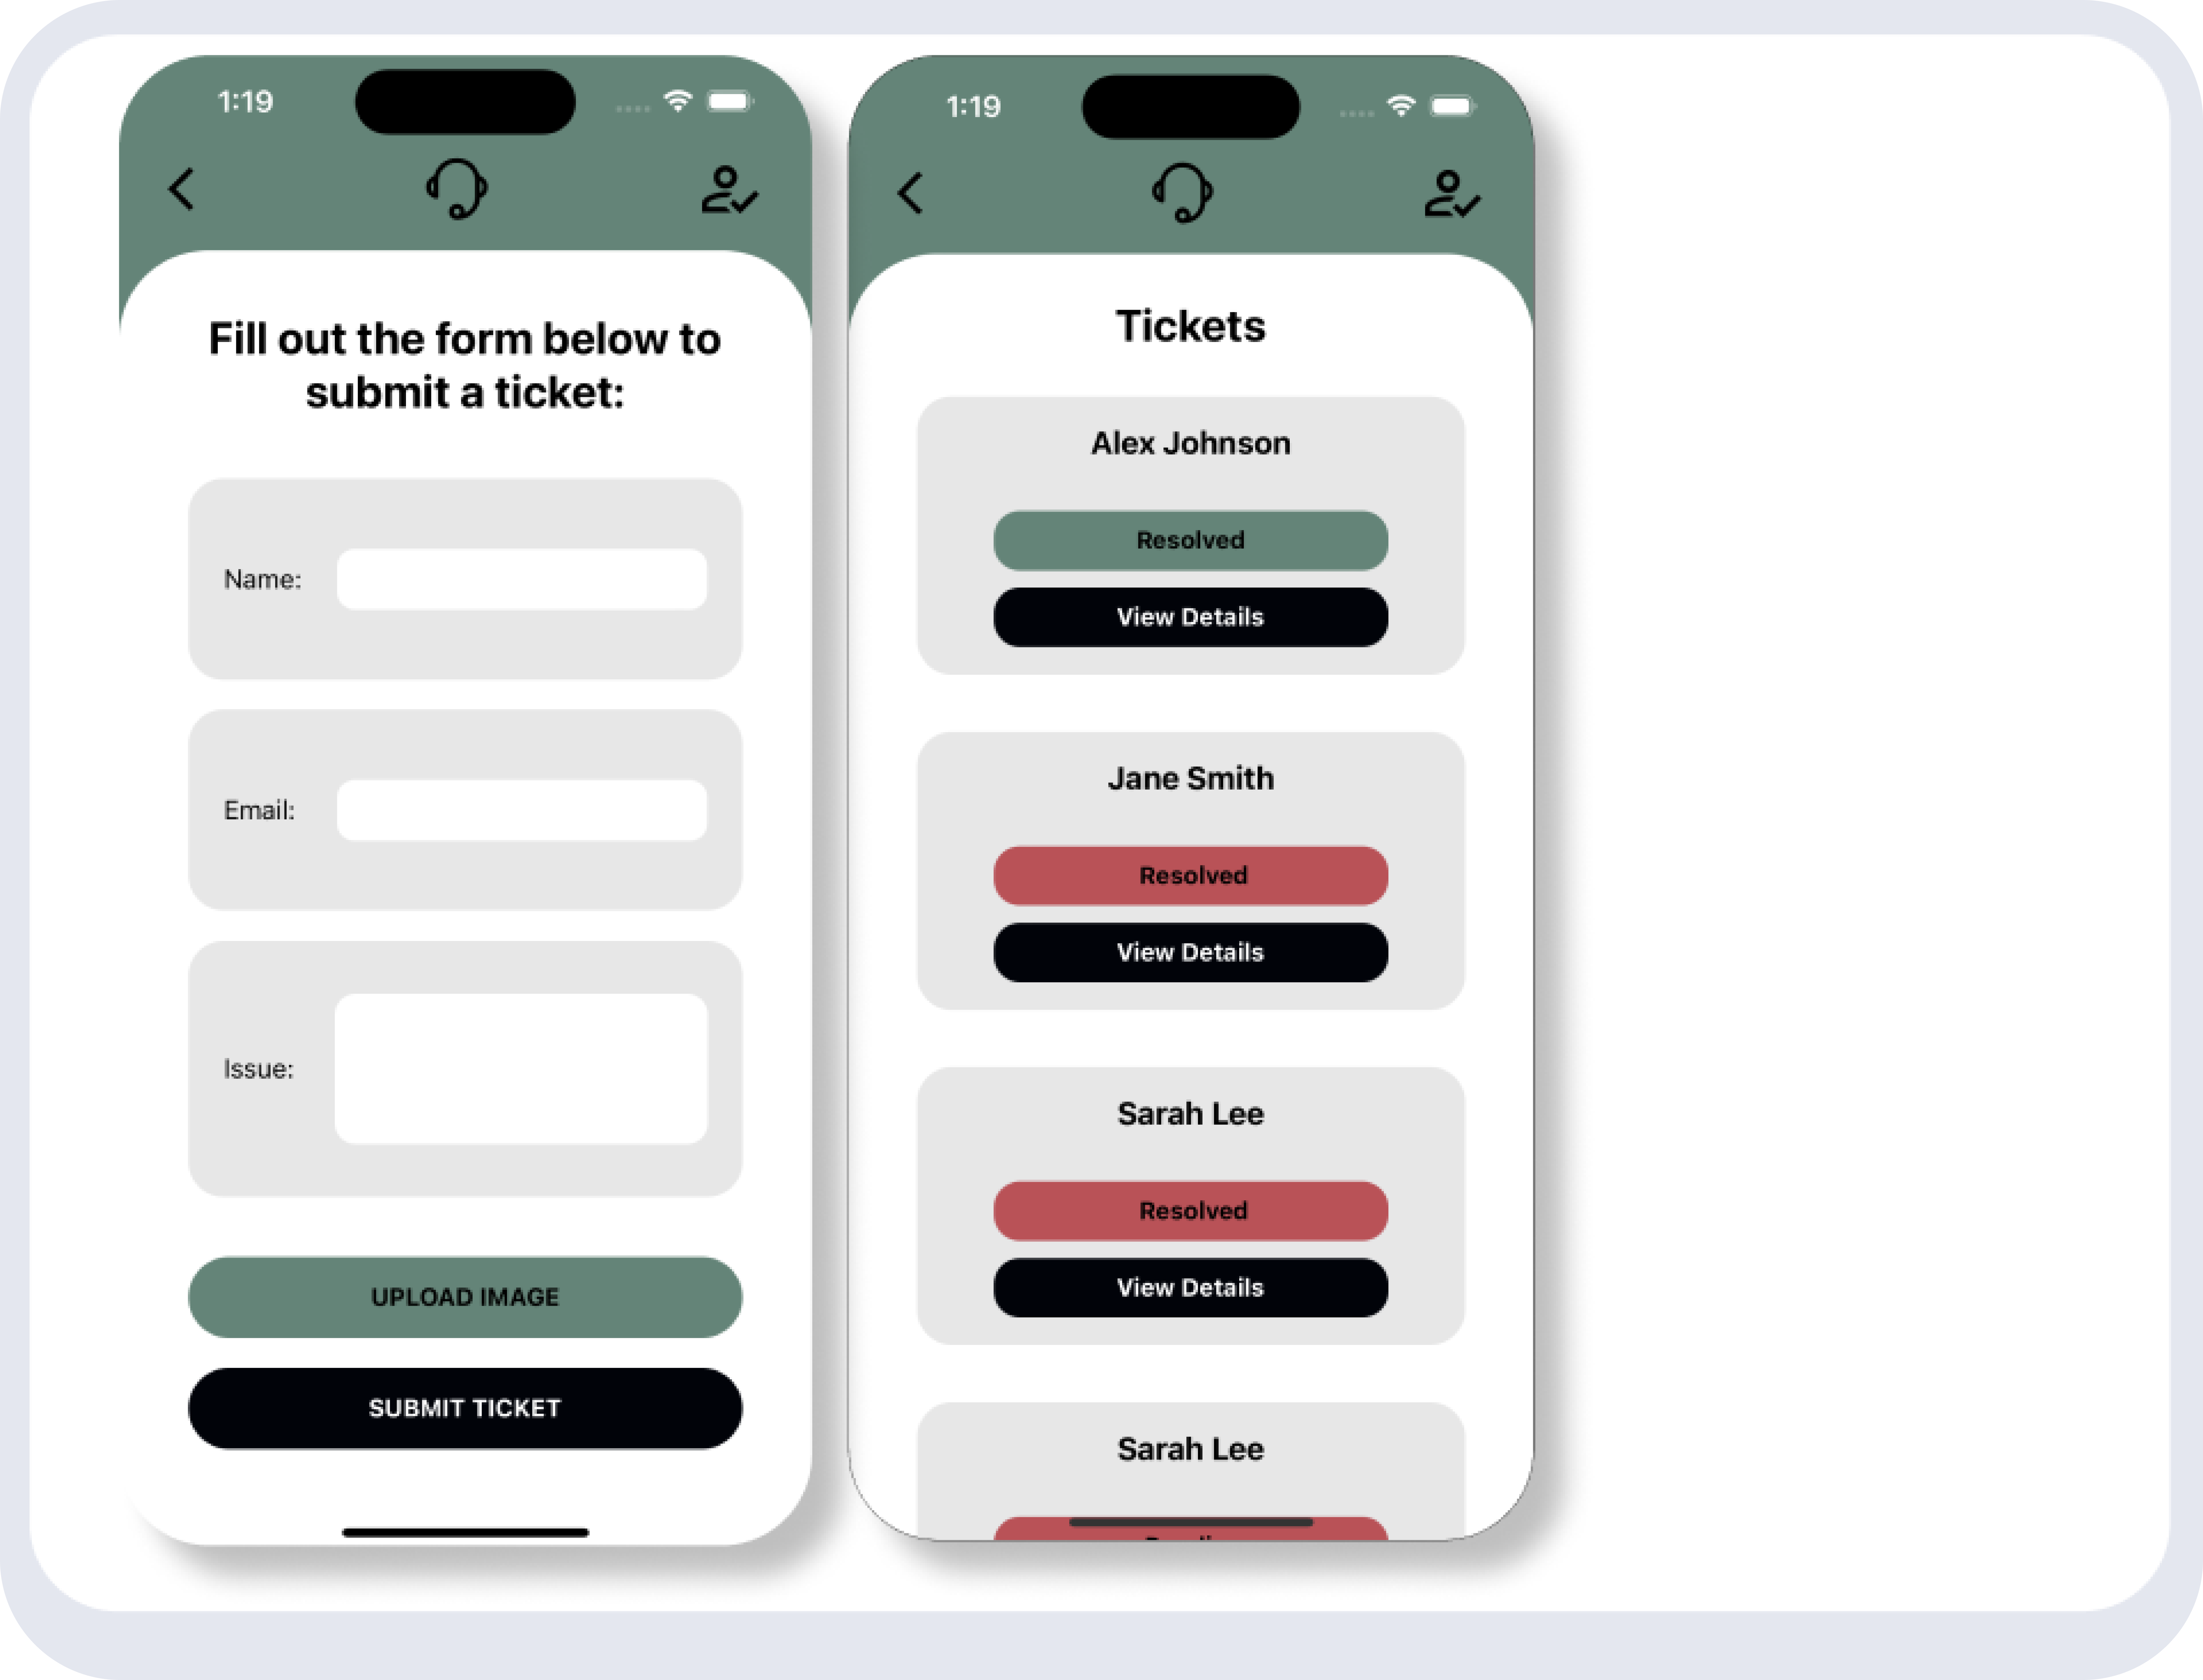 1:19
Fill out the form below to
submit a ticket:
Name:
Email:
Issue:
UPLOAD IMAGE
SUBMIT TICKET
1:19
Tickets
Alex Johnson
Resolved
View Details
Jane Smith
Resolved
View Details
Sarah Lee
Resolved
View Details
Sarah Lee